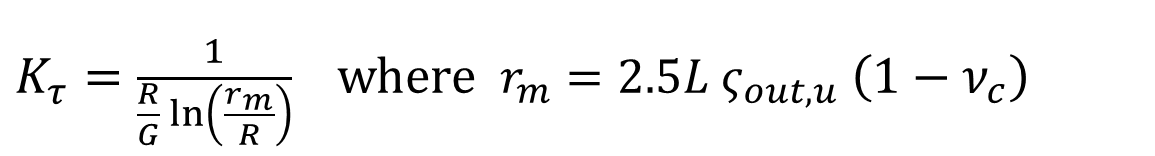 K_τ = 1 / (R/G ln(r_m/R)) where r_m = 2.5L ς_out,u (1 − ν_c)